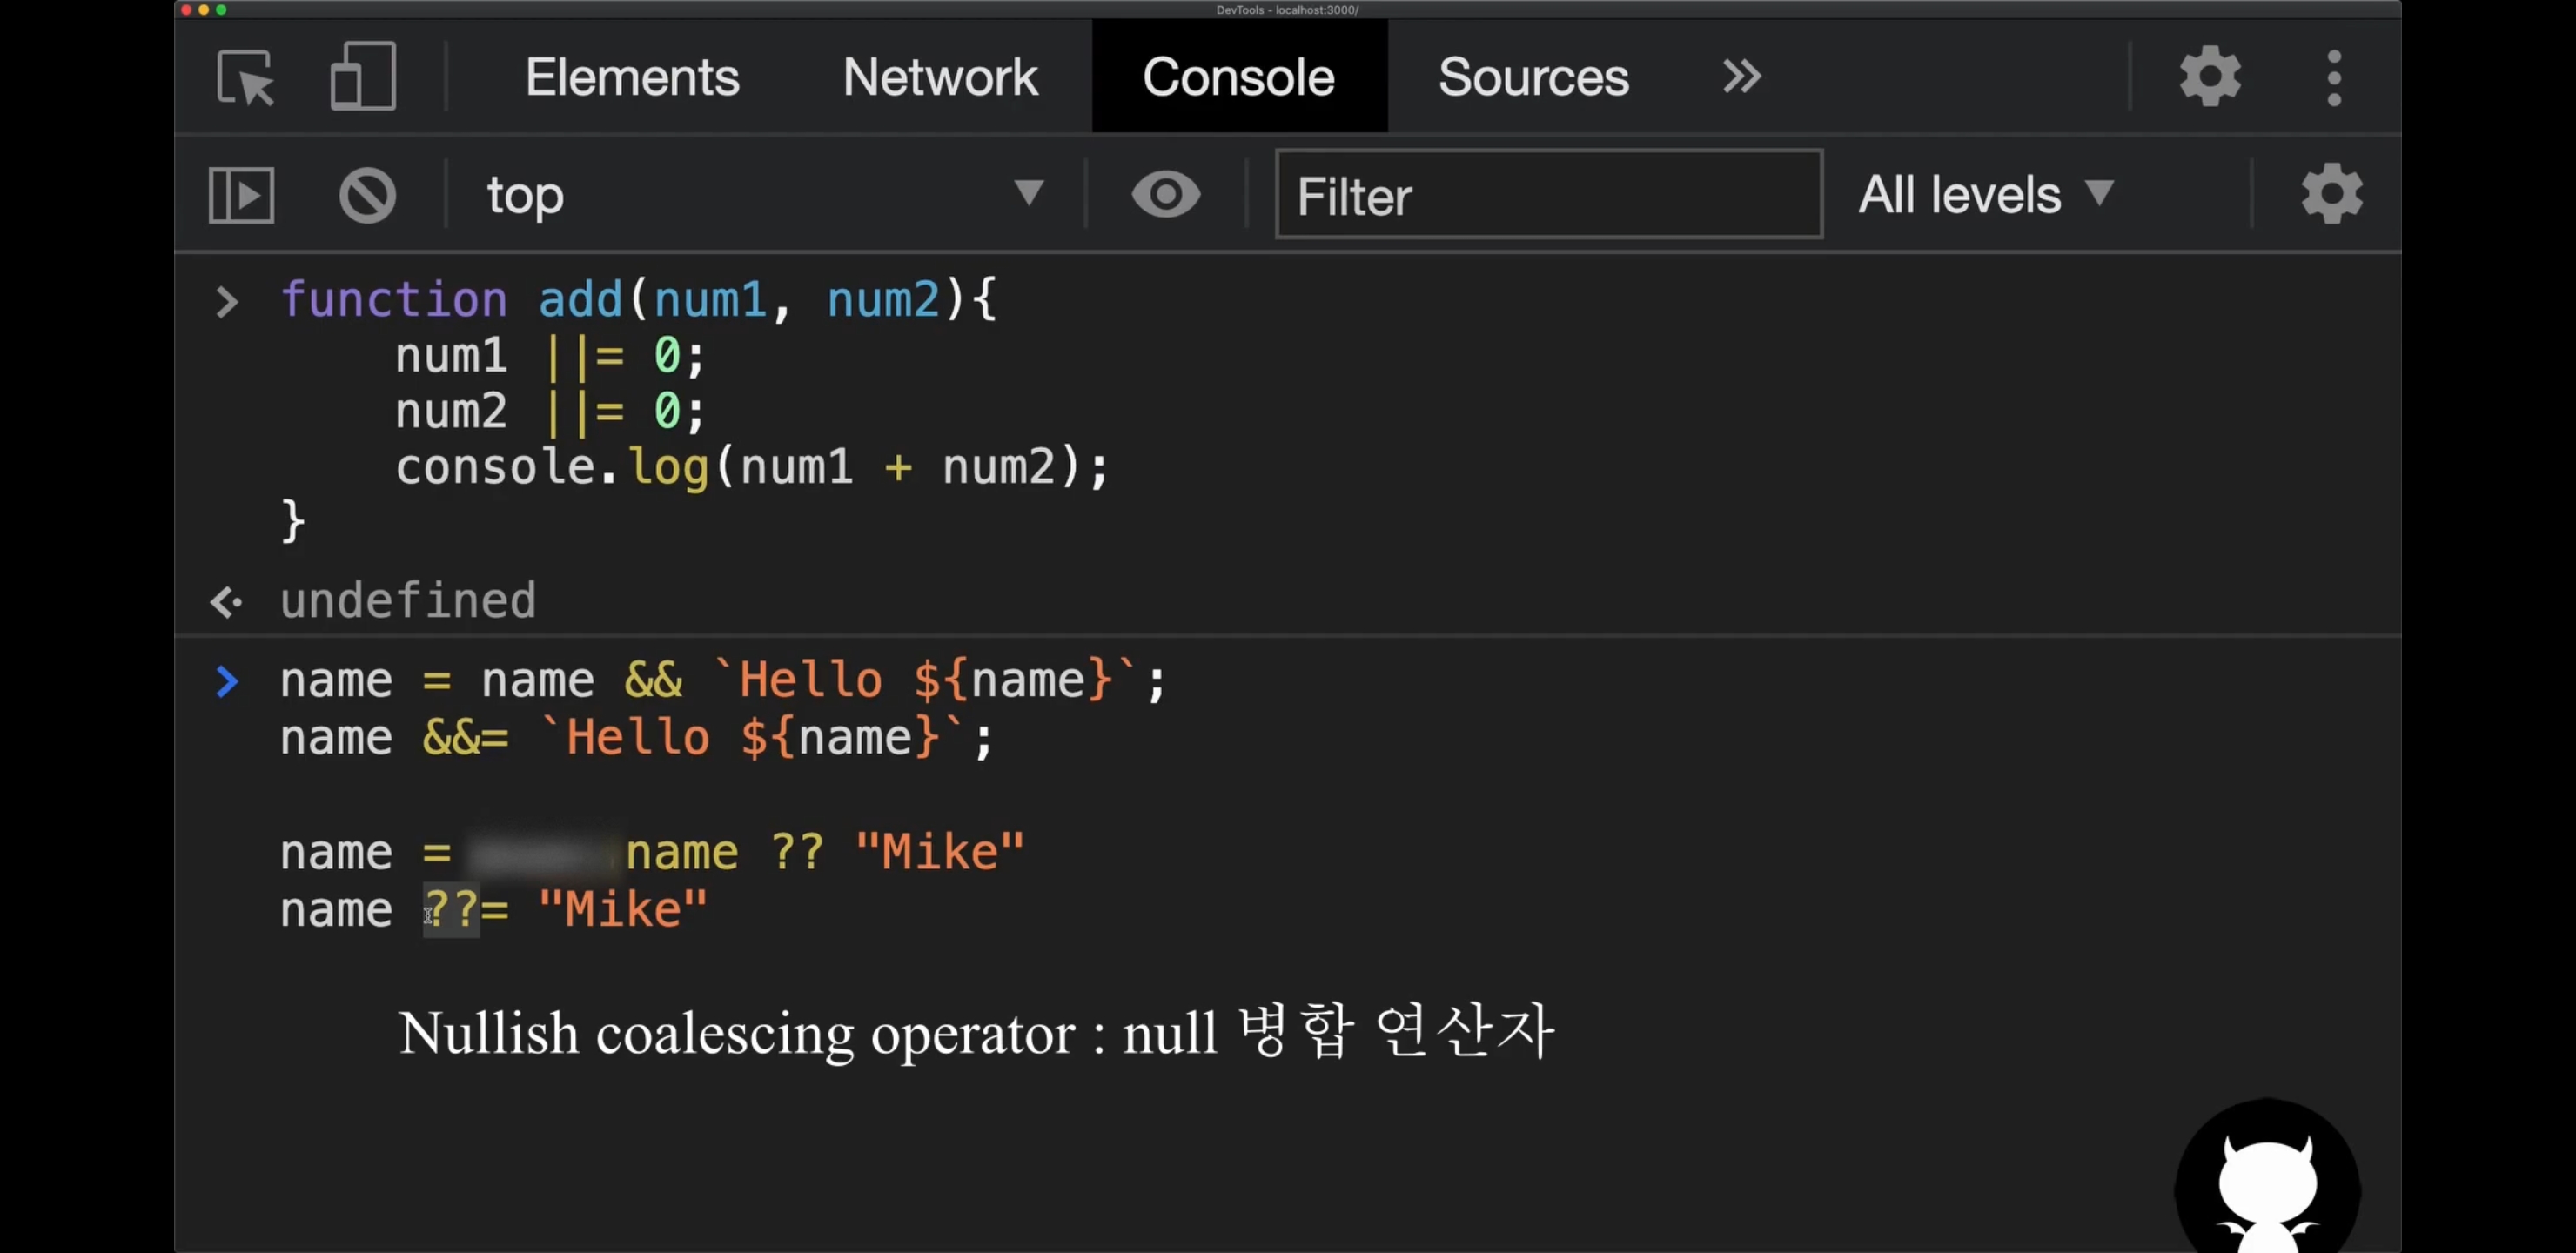 DevTools - localhost:3000/
Elements Network Console Sources
top Filter All levels
> function add(num1, num2){
num1 ||= 0;
num2 ||= 0;
console.log(num1 + num2);
}
undefined
> name = name && `Hello ${name}`;
name &&= `Hello ${name}`;
name = name ?? "Mike"
name ??= "Mike"
Nullish coalescing operator : null 병합 연산자